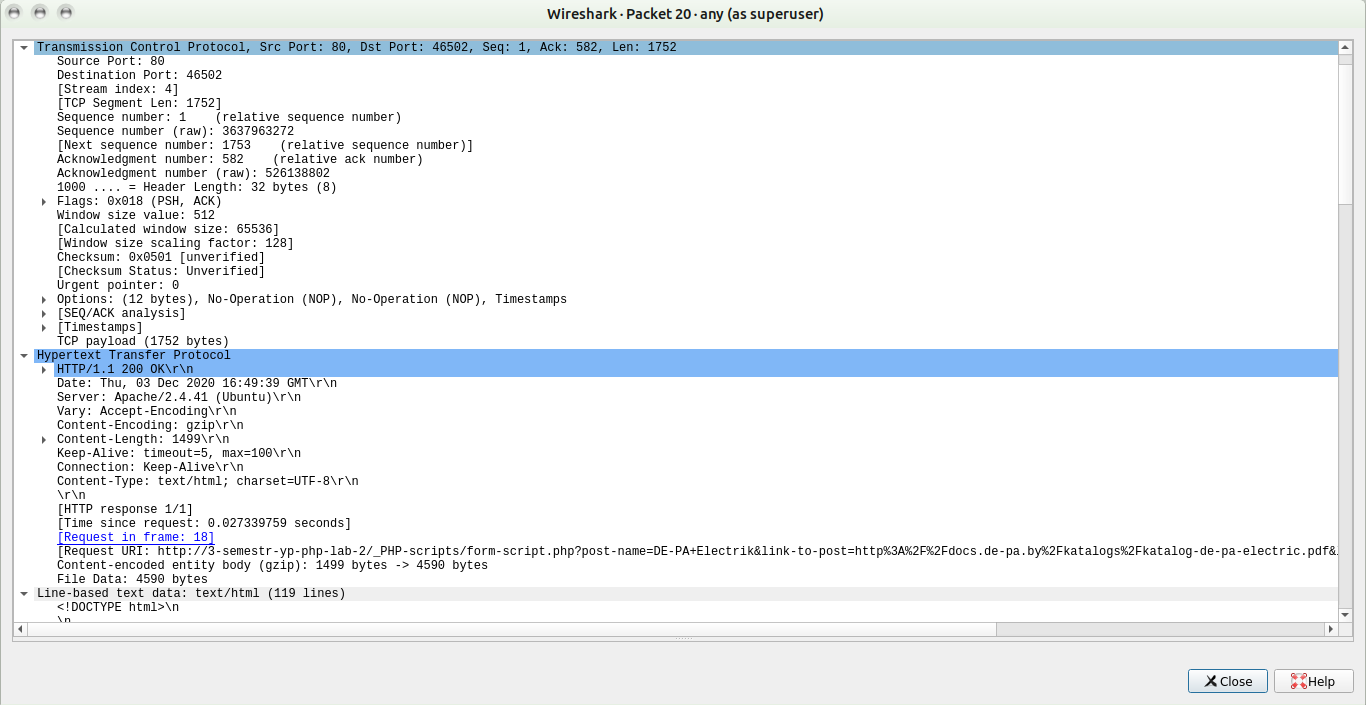 Wireshark · Packet 20 · any (as superuser)
Transmission Control Protocol, Src Port: 80, Dst Port: 46502, Seq: 1, Ack: 582, Len: 1752
Source Port: 80
Destination Port: 46502
[Stream index: 4]
[TCP Segment Len: 1752]
Sequence number: 1    (relative sequence number)
Sequence number (raw): 3637963272
[Next sequence number: 1753    (relative sequence number)]
Acknowledgment number: 582    (relative ack number)
Acknowledgment number (raw): 526138802
1000 .... = Header Length: 32 bytes (8)
Flags: 0x018 (PSH, ACK)
Window size value: 512
[Calculated window size: 65536]
[Window size scaling factor: 128]
Checksum: 0x0501 [unverified]
[Checksum Status: Unverified]
Urgent pointer: 0
Options: (12 bytes), No-Operation (NOP), No-Operation (NOP), Timestamps
[SEQ/ACK analysis]
[Timestamps]
TCP payload (1752 bytes)
Hypertext Transfer Protocol
HTTP/1.1 200 OK\r\n
Date: Thu, 03 Dec 2020 16:49:39 GMT\r\n
Server: Apache/2.4.41 (Ubuntu)\r\n
Vary: Accept-Encoding\r\n
Content-Encoding: gzip\r\n
Content-Length: 1499\r\n
Keep-Alive: timeout=5, max=100\r\n
Connection: Keep-Alive\r\n
Content-Type: text/html; charset=UTF-8\r\n
\r\n
[HTTP response 1/1]
[Time since request: 0.027339759 seconds]
[Request in frame: 18]
[Request URI: http://3-semestr-yp-php-lab-2/_PHP-scripts/form-script.php?post-name=DE-PA+Electrik&link-to-post=http%3A%2F%2Fdocs.de-pa.by%2Fkatalogs%2Fkatalog-de-pa-electric.pdf&
Content-encoded entity body (gzip): 1499 bytes -> 4590 bytes
File Data: 4590 bytes
Line-based text data: text/html (119 lines)
<!DOCTYPE html>\n
\n
Close
Help